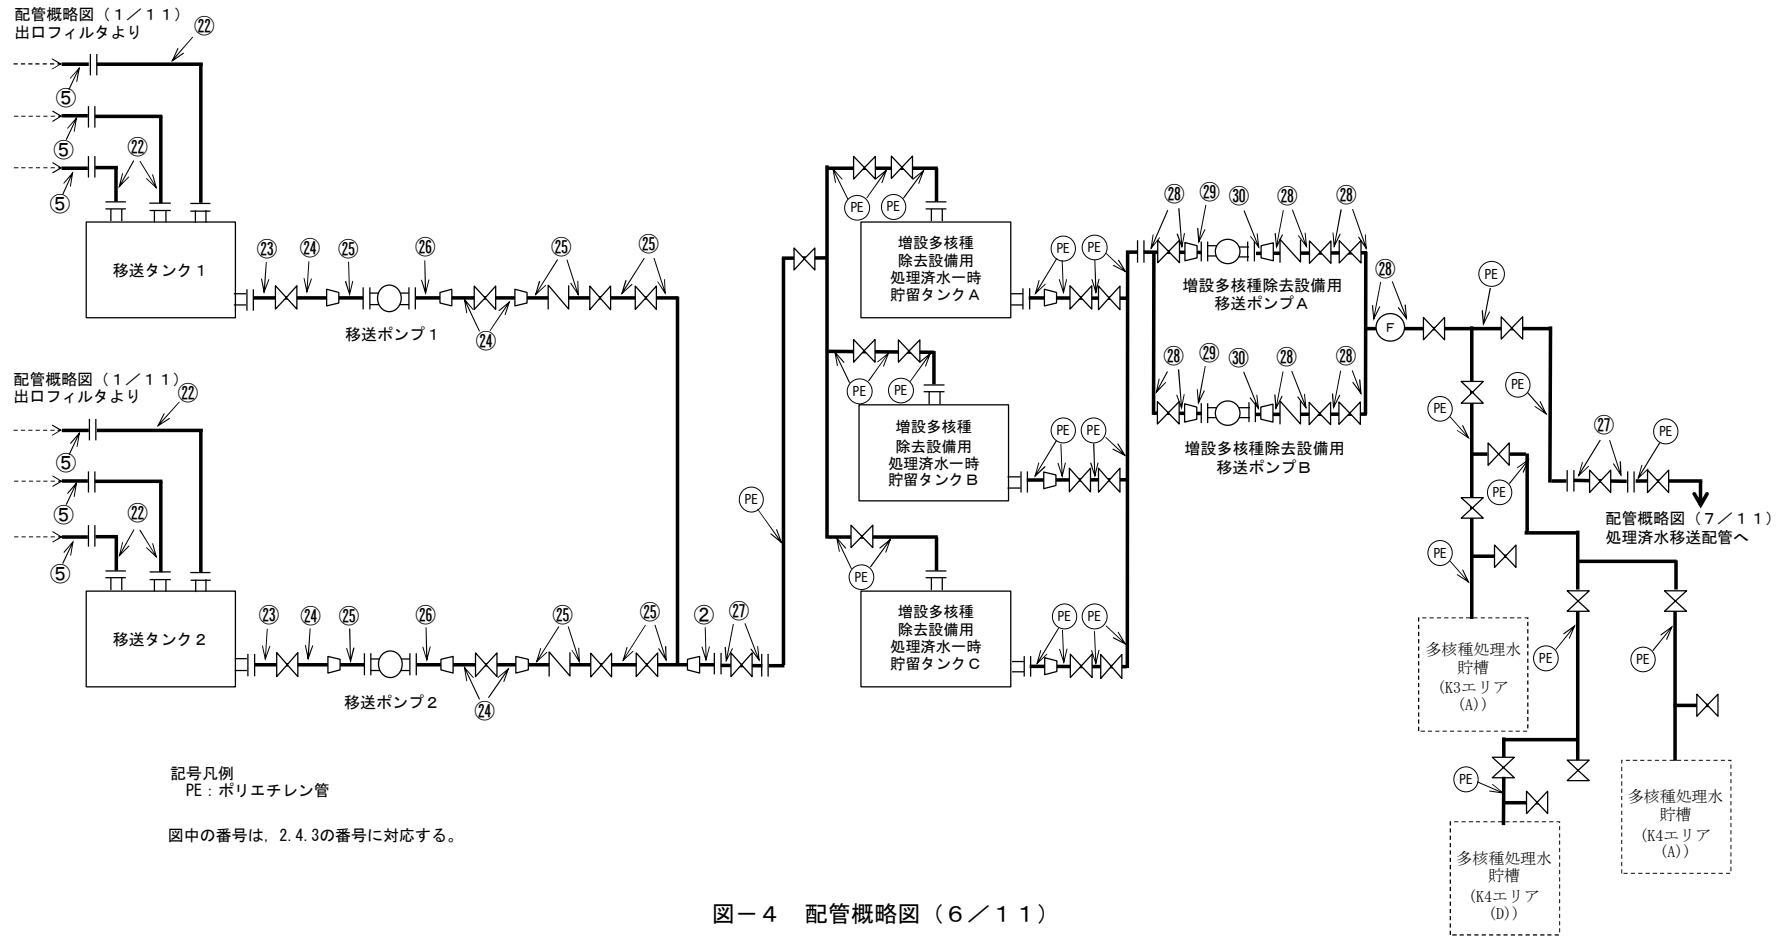 配管概略図(1/11)
出口フィルタより
㉒
⑤
⑤
㉒
⑤
移送タンク1
㉓
㉔
㉕
㉖
㉕
㉕
㉔
移送ポンプ1
配管概略図(1/11)
出口フィルタより
㉒
⑤
⑤
㉒
⑤
移送タンク2
㉓
㉔
㉕
㉖
㉕
㉕
②
㉗
㉔
移送ポンプ2
PE
PE
PE
増設多核種
除去設備用
処理済水一時
貯留タンクA
PE
PE
PE
PE
増設多核種
除去設備用
処理済水一時
貯留タンクB
PE
PE
PE
増設多核種
除去設備用
処理済水一時
貯留タンクC
PE
PE
㉘
㉙
㉚
㉘
㉘
増設多核種除去設備用
移送ポンプA
㉘
㉙
㉚
㉘
㉘
増設多核種除去設備用
移送ポンプB
㉘
F
PE
PE
PE
㉗
PE
PE
配管概略図(7/11)
処理済水移送配管へ
PE
多核種処理水
貯槽
(K3エリア
(A))
PE
PE
PE
多核種処理水
貯槽
(K4エリア
(A))
多核種処理水
貯槽
(K4エリア
(D))
記号凡例
PE:ポリエチレン管
図中の番号は,2.4.3の番号に対応する。
図-4 配管概略図(6/11)